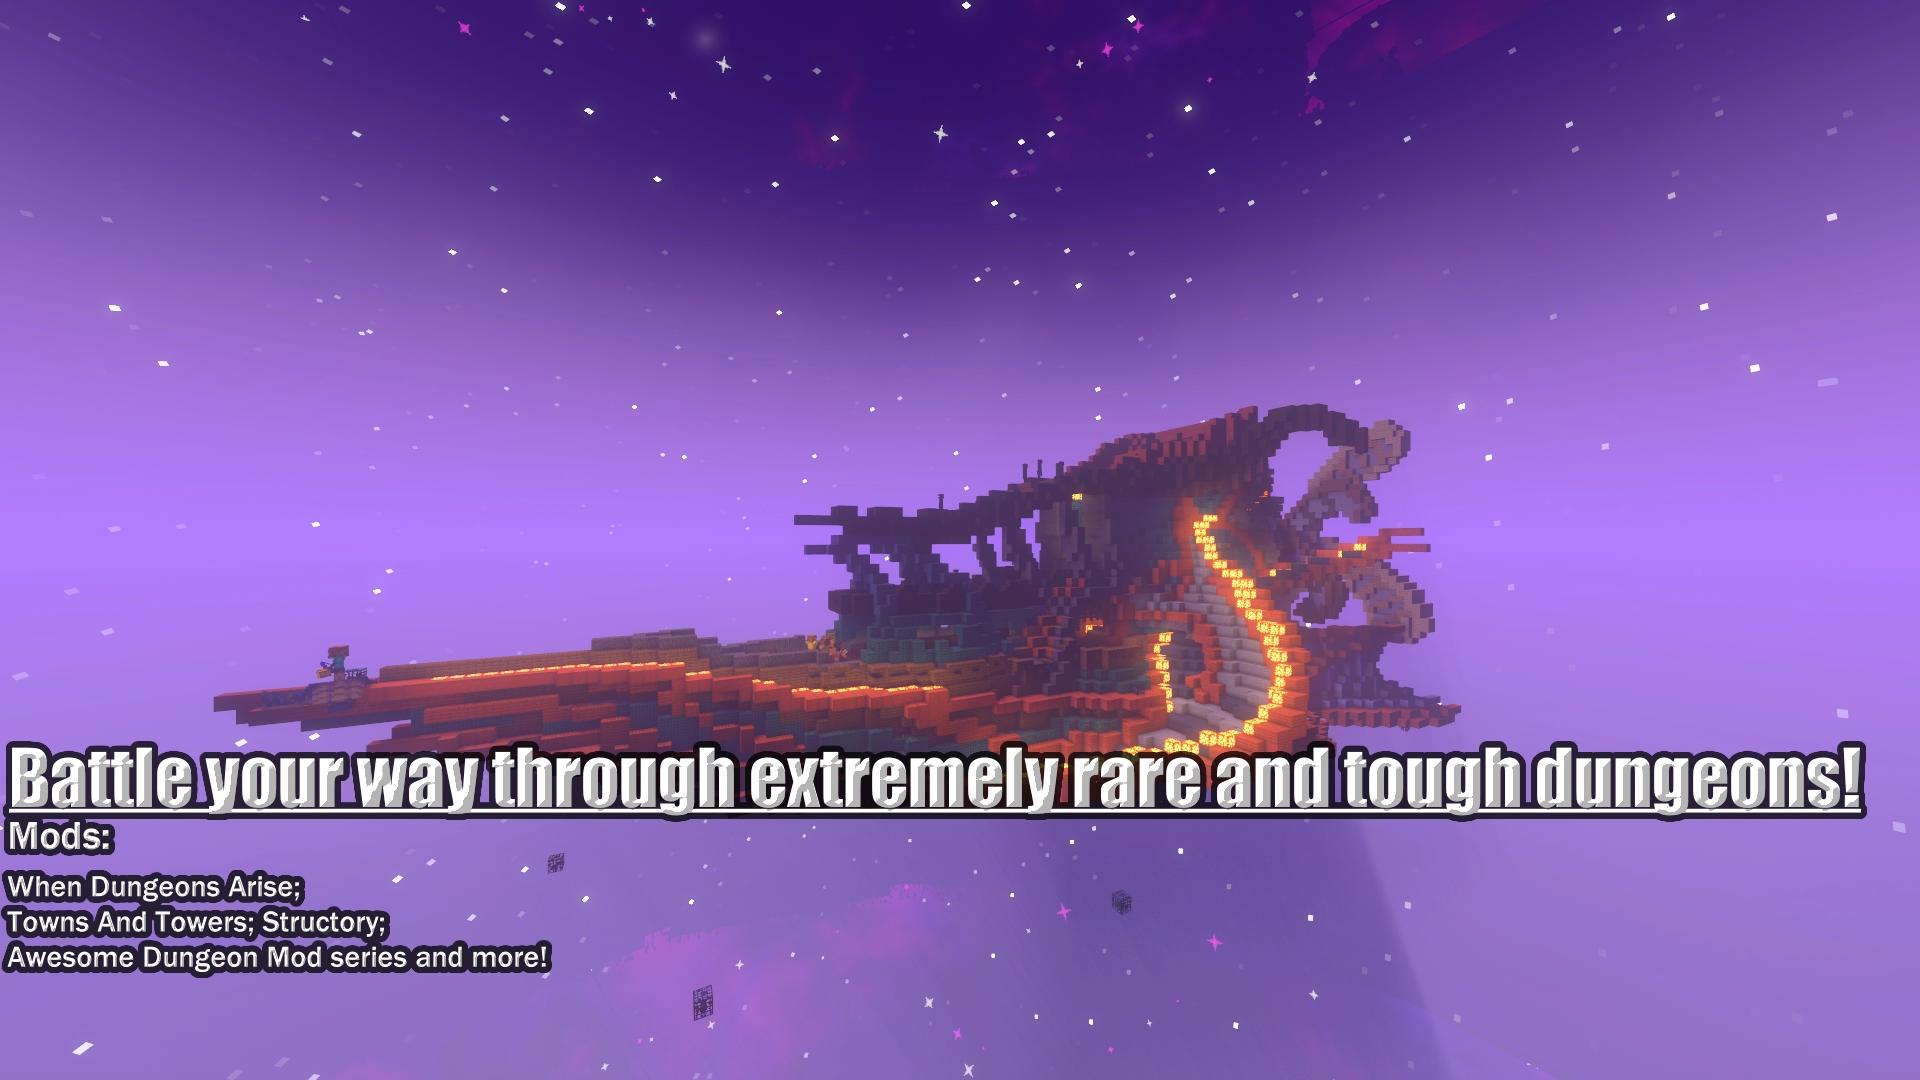 Battle your way through extremely rare and tough dungeons!
Mods:
When Dungeons Arise;
Towns And Towers; Structory;
Awesome Dungeon Mod series and more!